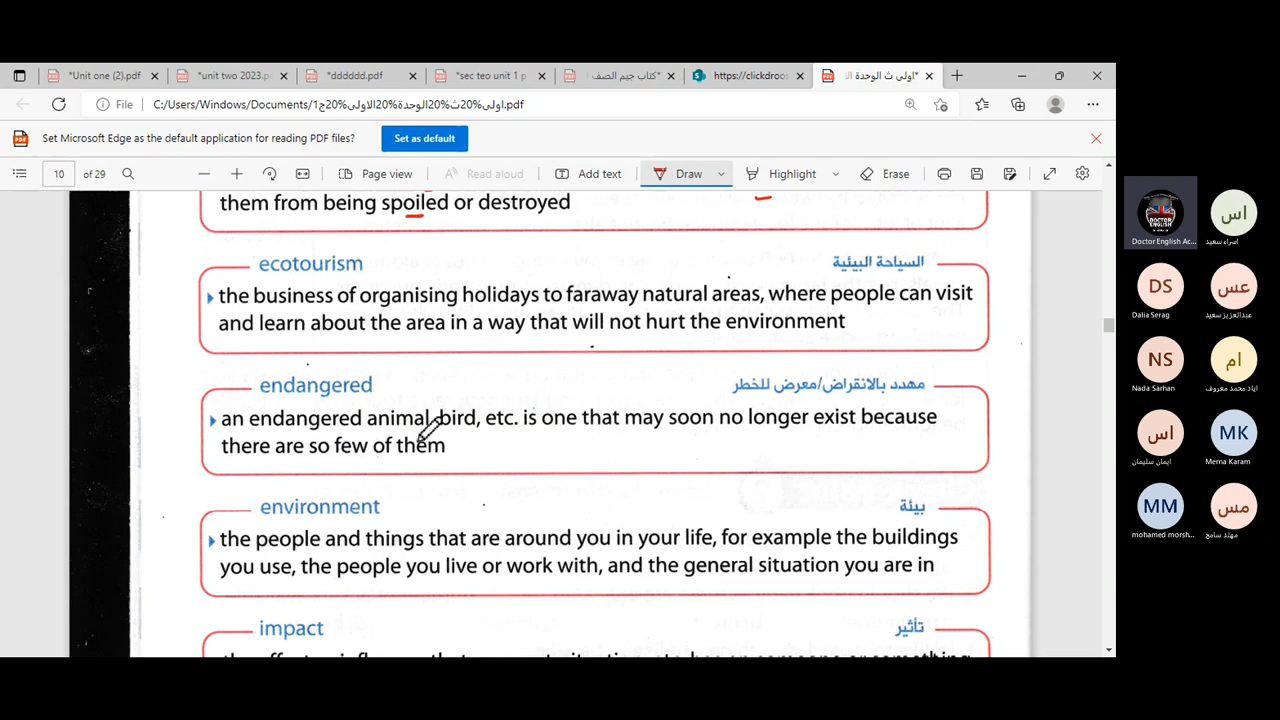 *Unit one (2).pdf
*unit two 2023.pd
*dddddd.pdf
*sec teo unit 1 p
*كتاب جيم الصف ا
https://clickdroos
*اولى ث الوحدة الا
File
C:/Users/Windows/Documents/اولى%20ث%20الوحدة%20الاولى%20ج1.pdf
Set Microsoft Edge as the default application for reading PDF files?
Set as default
10 of 29
Page view
Read aloud
Add text
Draw
Highlight
Erase
them from being spoiled or destroyed
ecotourism السياحة البيئية
the business of organising holidays to faraway natural areas, where people can visit
and learn about the area in a way that will not hurt the environment
endangered مهدد بالانقراض/معرض للخطر
an endangered animal, bird, etc. is one that may soon no longer exist because
there are so few of them
environment بيئة
the people and things that are around you in your life, for example the buildings
you use, the people you live or work with, and the general situation you are in
impact تأثير
DOCTOR ENGLISH
Doctor English Ac...
اس
اسراء سعيد
DS
Dalia Serag
عس
عبدالعزيز سعيد
NS
Nada Sarhan
ام
اياد محمد معروف
اس
ايمان سليمان
MK
Merna Karam
MM
mohamed morsh...
مس
مهند سامح